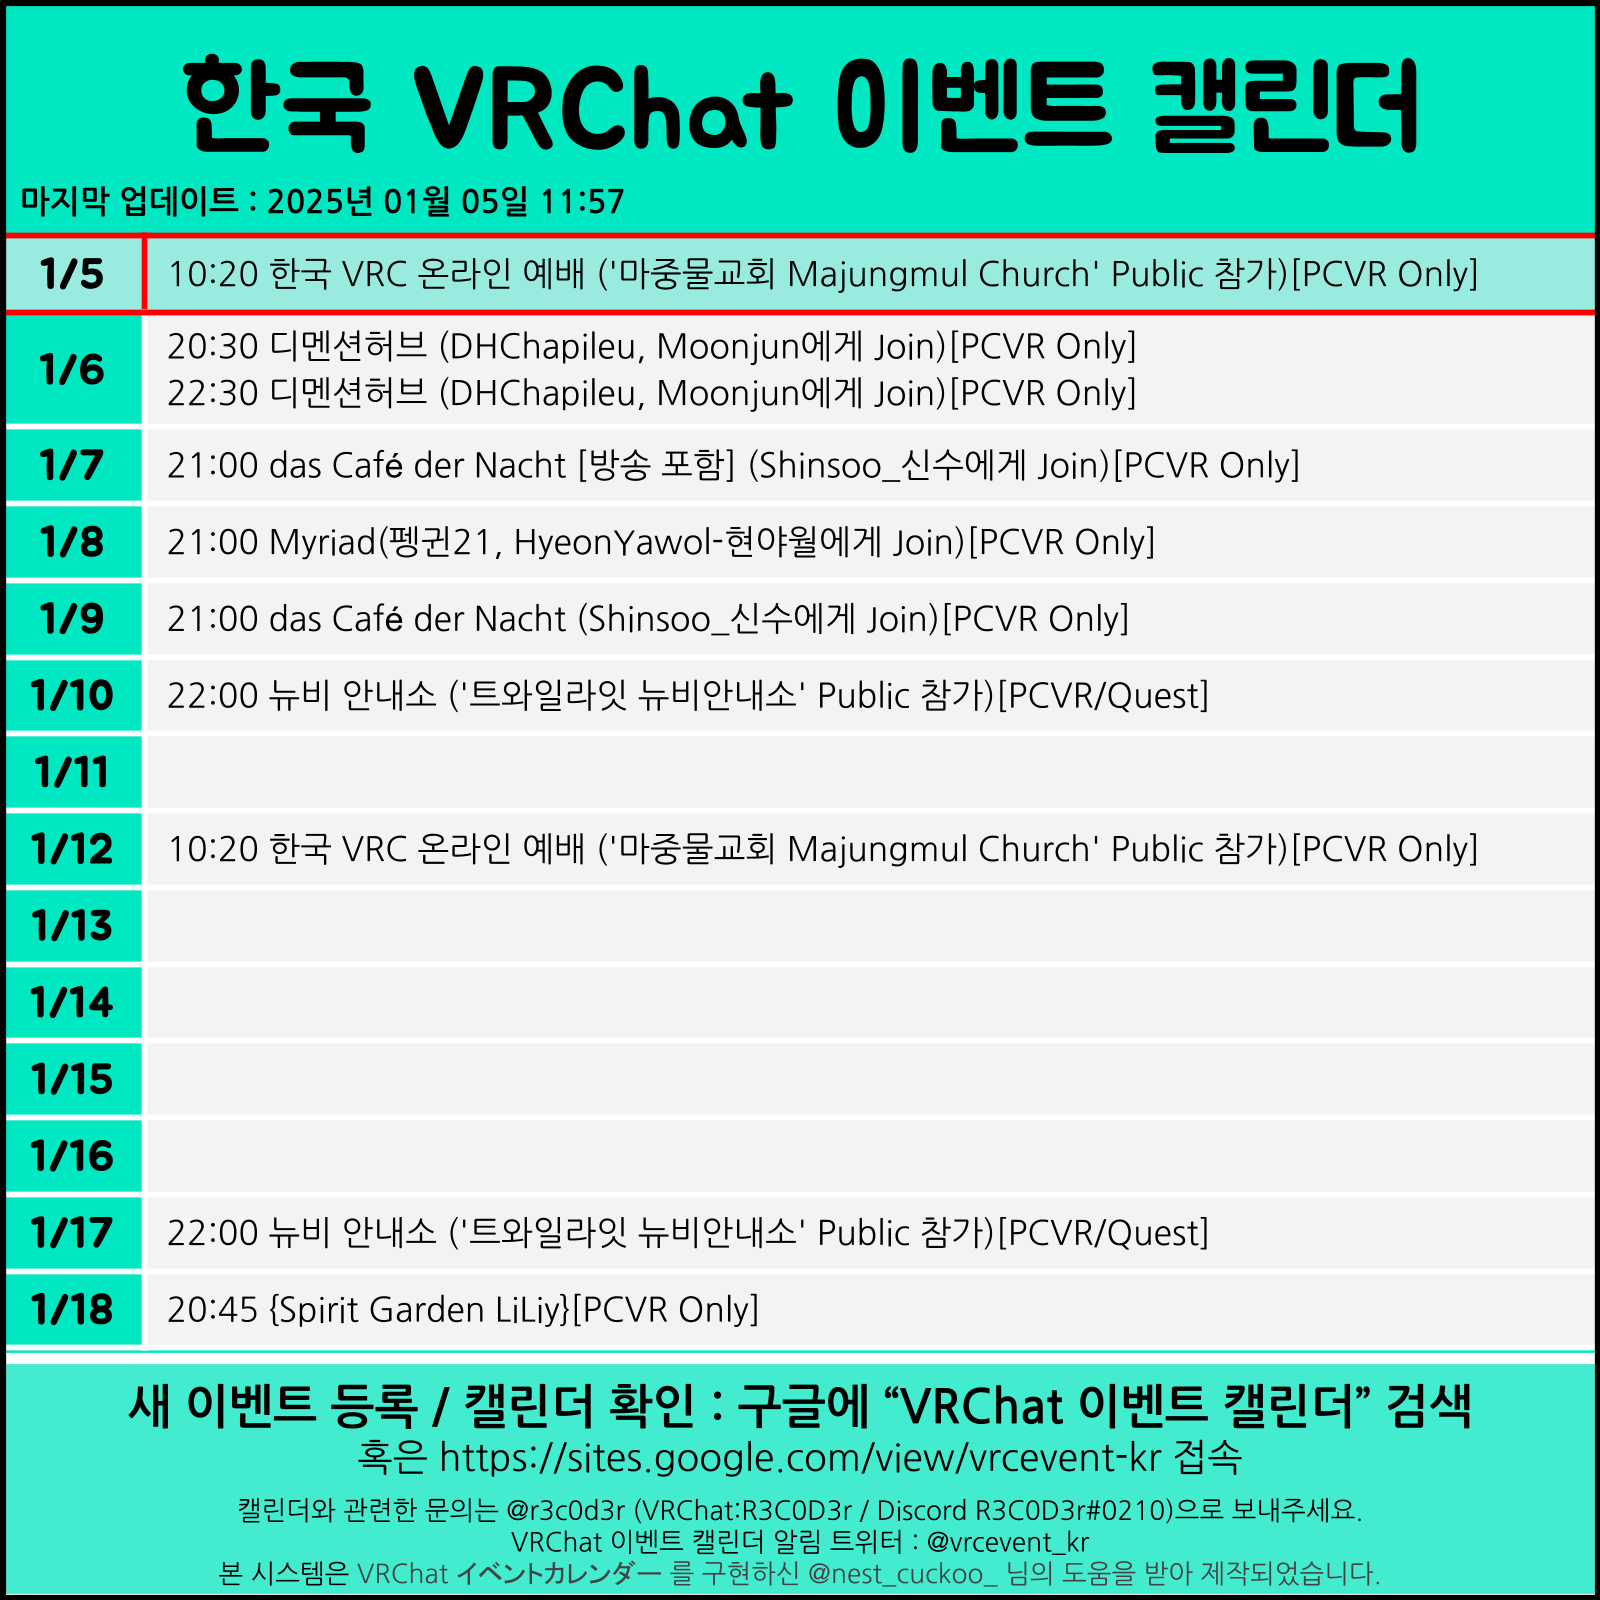 한국 VRChat 이벤트 캘린더
마지막 업데이트 : 2025년 01월 05일 11:57
1/5 10:20 한국 VRC 온라인 예배 ('마중물교회 Majungmul Church' Public 참가)[PCVR Only]
1/6 20:30 디멘션허브 (DHChapileu, Moonjun에게 Join)[PCVR Only]
22:30 디멘션허브 (DHChapileu, Moonjun에게 Join)[PCVR Only]
1/7 21:00 das Café der Nacht [방송 포함] (Shinsoo_신수에게 Join)[PCVR Only]
1/8 21:00 Myriad(펭귄21, HyeonYawol-현야월에게 Join)[PCVR Only]
1/9 21:00 das Café der Nacht (Shinsoo_신수에게 Join)[PCVR Only]
1/10 22:00 뉴비 안내소 ('트와일라잇 뉴비안내소' Public 참가)[PCVR/Quest]
1/11
1/12 10:20 한국 VRC 온라인 예배 ('마중물교회 Majungmul Church' Public 참가)[PCVR Only]
1/13
1/14
1/15
1/16
1/17 22:00 뉴비 안내소 ('트와일라잇 뉴비안내소' Public 참가)[PCVR/Quest]
1/18 20:45 {Spirit Garden LiLiy}[PCVR Only]
새 이벤트 등록 / 캘린더 확인 : 구글에 “VRChat 이벤트 캘린더” 검색
혹은 https://sites.google.com/view/vrcevent-kr 접속
캘린더와 관련한 문의는 @r3c0d3r (VRChat:R3C0D3r / Discord R3C0D3r#0210)으로 보내주세요.
VRChat 이벤트 캘린더 알림 트위터 : @vrcevent_kr
본 시스템은 VRChat イベントカレンダー 를 구현하신 @nest_cuckoo_ 님의 도움을 받아 제작되었습니다.